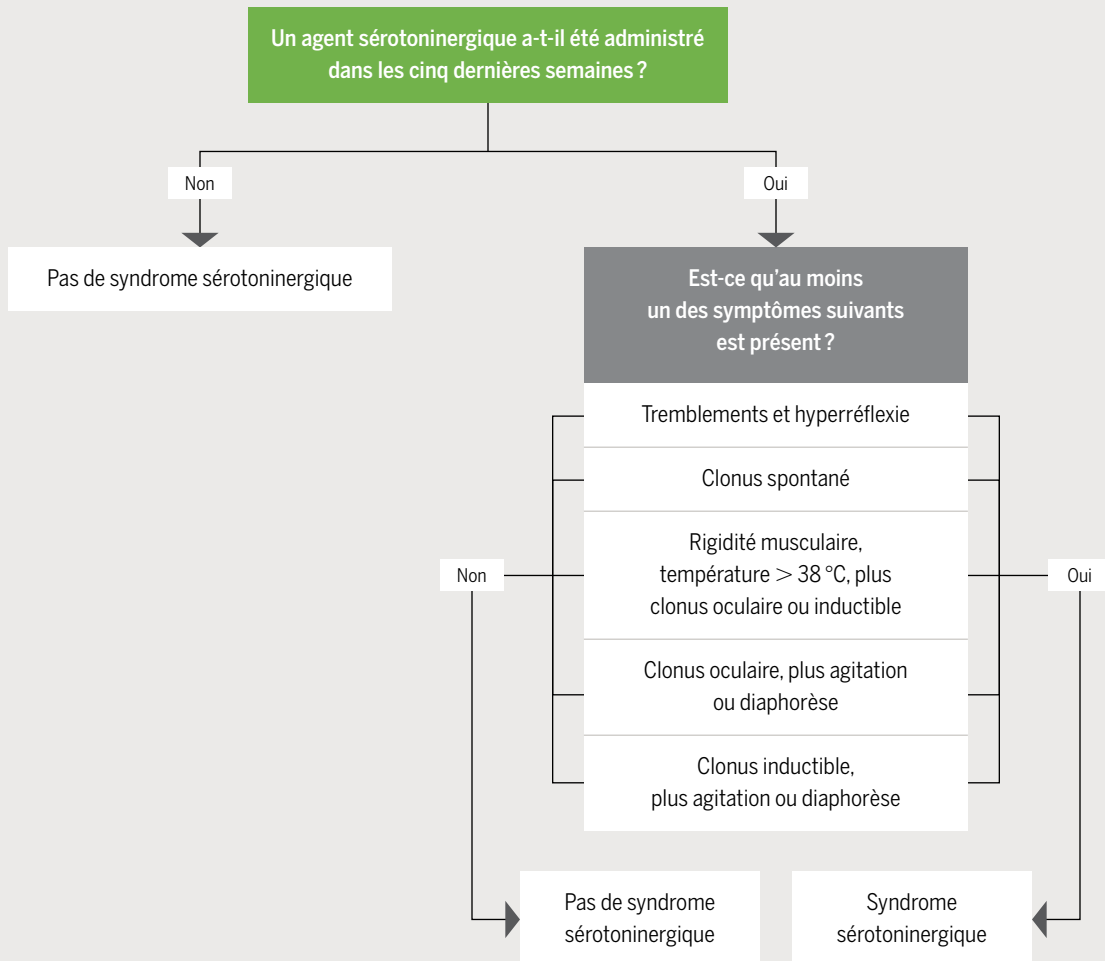 Un agent sérotoninergique a-t-il été administré
dans les cinq dernières semaines ?
Non
Oui
Pas de syndrome sérotoninergique
Est-ce qu’au moins
un des symptômes suivants
est présent ?
Tremblements et hyperréflexie
Clonus spontané
Rigidité musculaire,
température > 38 °C, plus
clonus oculaire ou inductible
Non
Oui
Clonus oculaire, plus agitation
ou diaphorèse
Clonus inductible,
plus agitation ou diaphorèse
Pas de syndrome
sérotoninergique
Syndrome
sérotoninergique